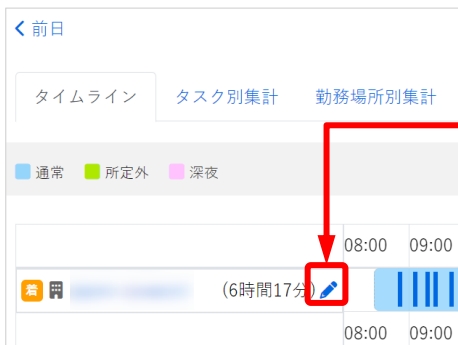 前日
タイムライン タスク別集計 勤務場所別集計
通常 所定外 深夜
08:00 09:00
着 (6時間17分)
08:00 09:00